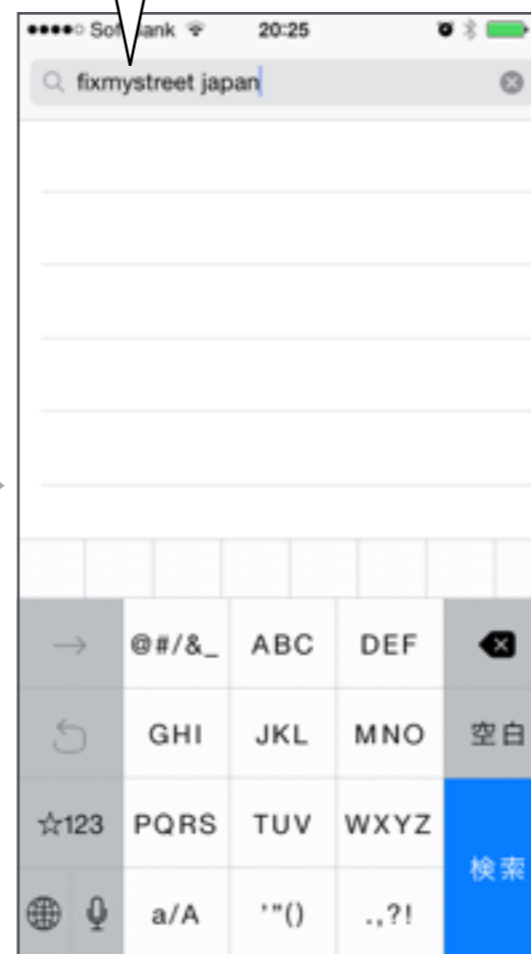 SoftBank 20:25
fixmystreet japan
→ @#/&_ ABC DEF
GHI JKL MNO 空白
☆123 PQRS TUV WXYZ
検索
a/A '"() .,?!